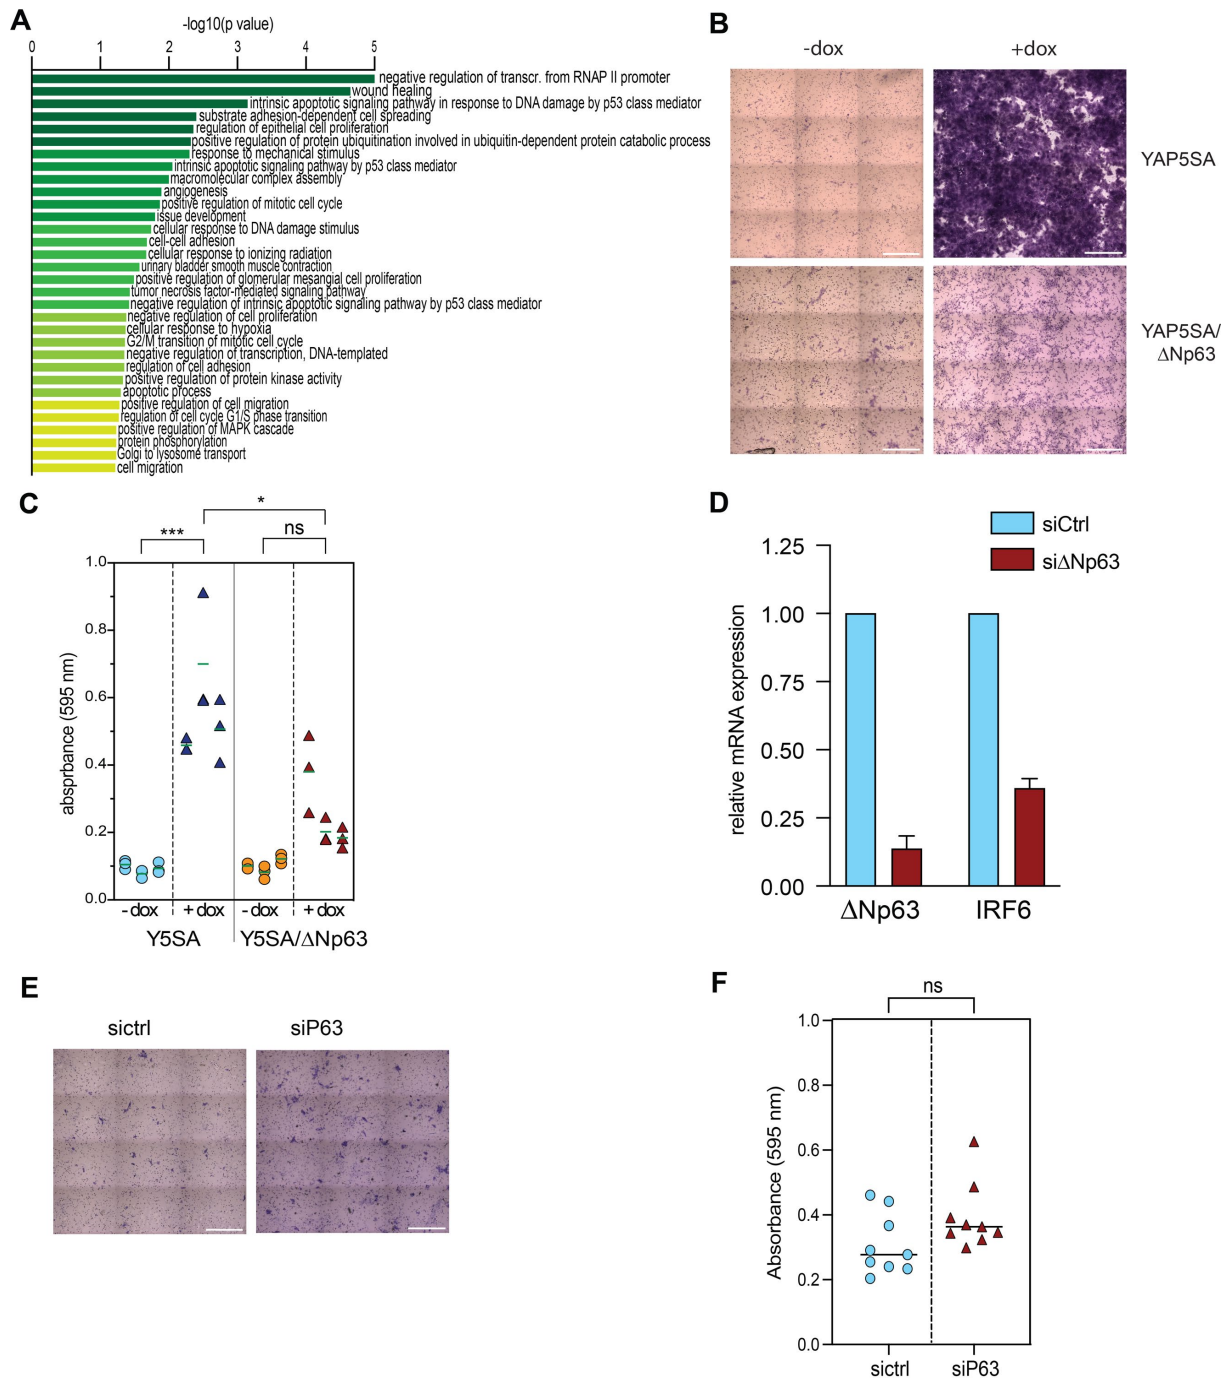 A
-log10(p value)
0 1 2 3 4 5
negative regulation of transcr. from RNAP II promoter
wound healing
intrinsic apoptotic signaling pathway in response to DNA damage by p53 class mediator
substrate adhesion-dependent cell spreading
regulation of epithelial cell proliferation
positive regulation of protein ubiquitination involved in ubiquitin-dependent protein catabolic process
response to mechanical stimulus
intrinsic apoptotic signaling pathway by p53 class mediator
macromolecular complex assembly
angiogenesis
positive regulation of mitotic cell cycle
issue development
cellular response to DNA damage stimulus
cell-cell adhesion
cellular response to ionizing radiation
urinary bladder smooth muscle contraction
positive regulation of glomerular mesangial cell proliferation
tumor necrosis factor-mediated signaling pathway
negative regulation of intrinsic apoptotic signaling pathway by p53 class mediator
negative regulation of cell proliferation
cellular response to hypoxia
G2/M transition of mitotic cell cycle
negative regulation of transcription, DNA-templated
regulation of cell adhesion
positive regulation of protein kinase activity
apoptotic process
positive regulation of cell migration
regulation of cell cycle G1/S phase transition
positive regulation of MAPK cascade
protein phosphorylation
Golgi to lysosome transport
cell migration
B
-dox +dox
YAP5SA
YAP5SA/
ΔNp63
C
*
*** ns
absprbance (595 nm)
1.0
0.8
0.6
0.4
0.2
0.0
- dox + dox - dox + dox
Y5SA Y5SA/ΔNp63
D
siCtrl
siΔNp63
relative mRNA expression
1.25
1.00
0.75
0.50
0.25
0.00
ΔNp63 IRF6
E
sictrl siP63
F
ns
Absorbance (595 nm)
1.0
0.8
0.6
0.4
0.2
0.0
sictrl siP63